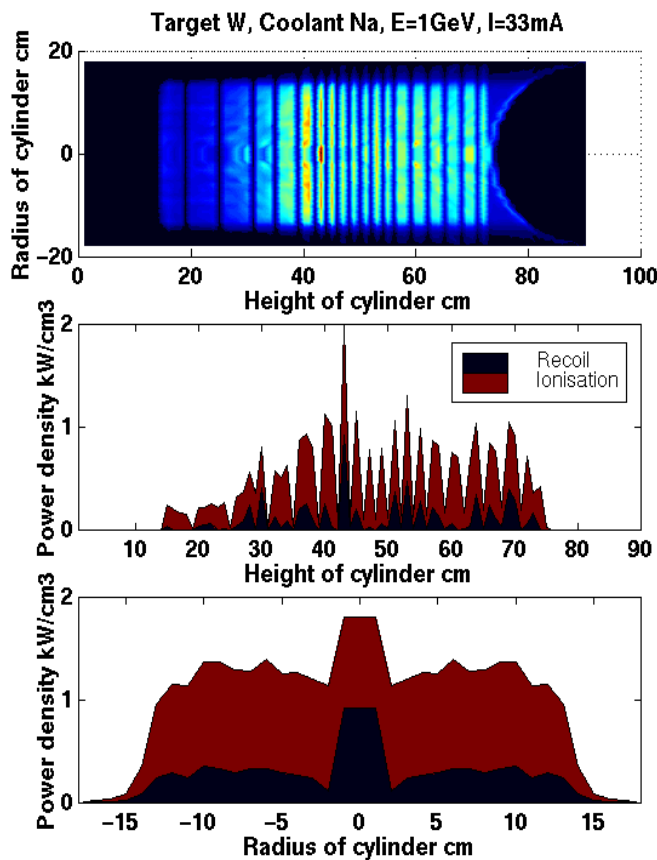 Target W, Coolant Na, E=1GeV, I=33mA
Radius of cylinder cm
20
0
−20
0 20 40 60 80 100
Height of cylinder cm
Power density kW/cm3
2
1
0
Recoil
Ionisation
10 20 30 40 50 60 70 80 90
Height of cylinder cm
Power density kW/cm3
2
1
0
−15 −10 −5 0 5 10 15
Radius of cylinder cm